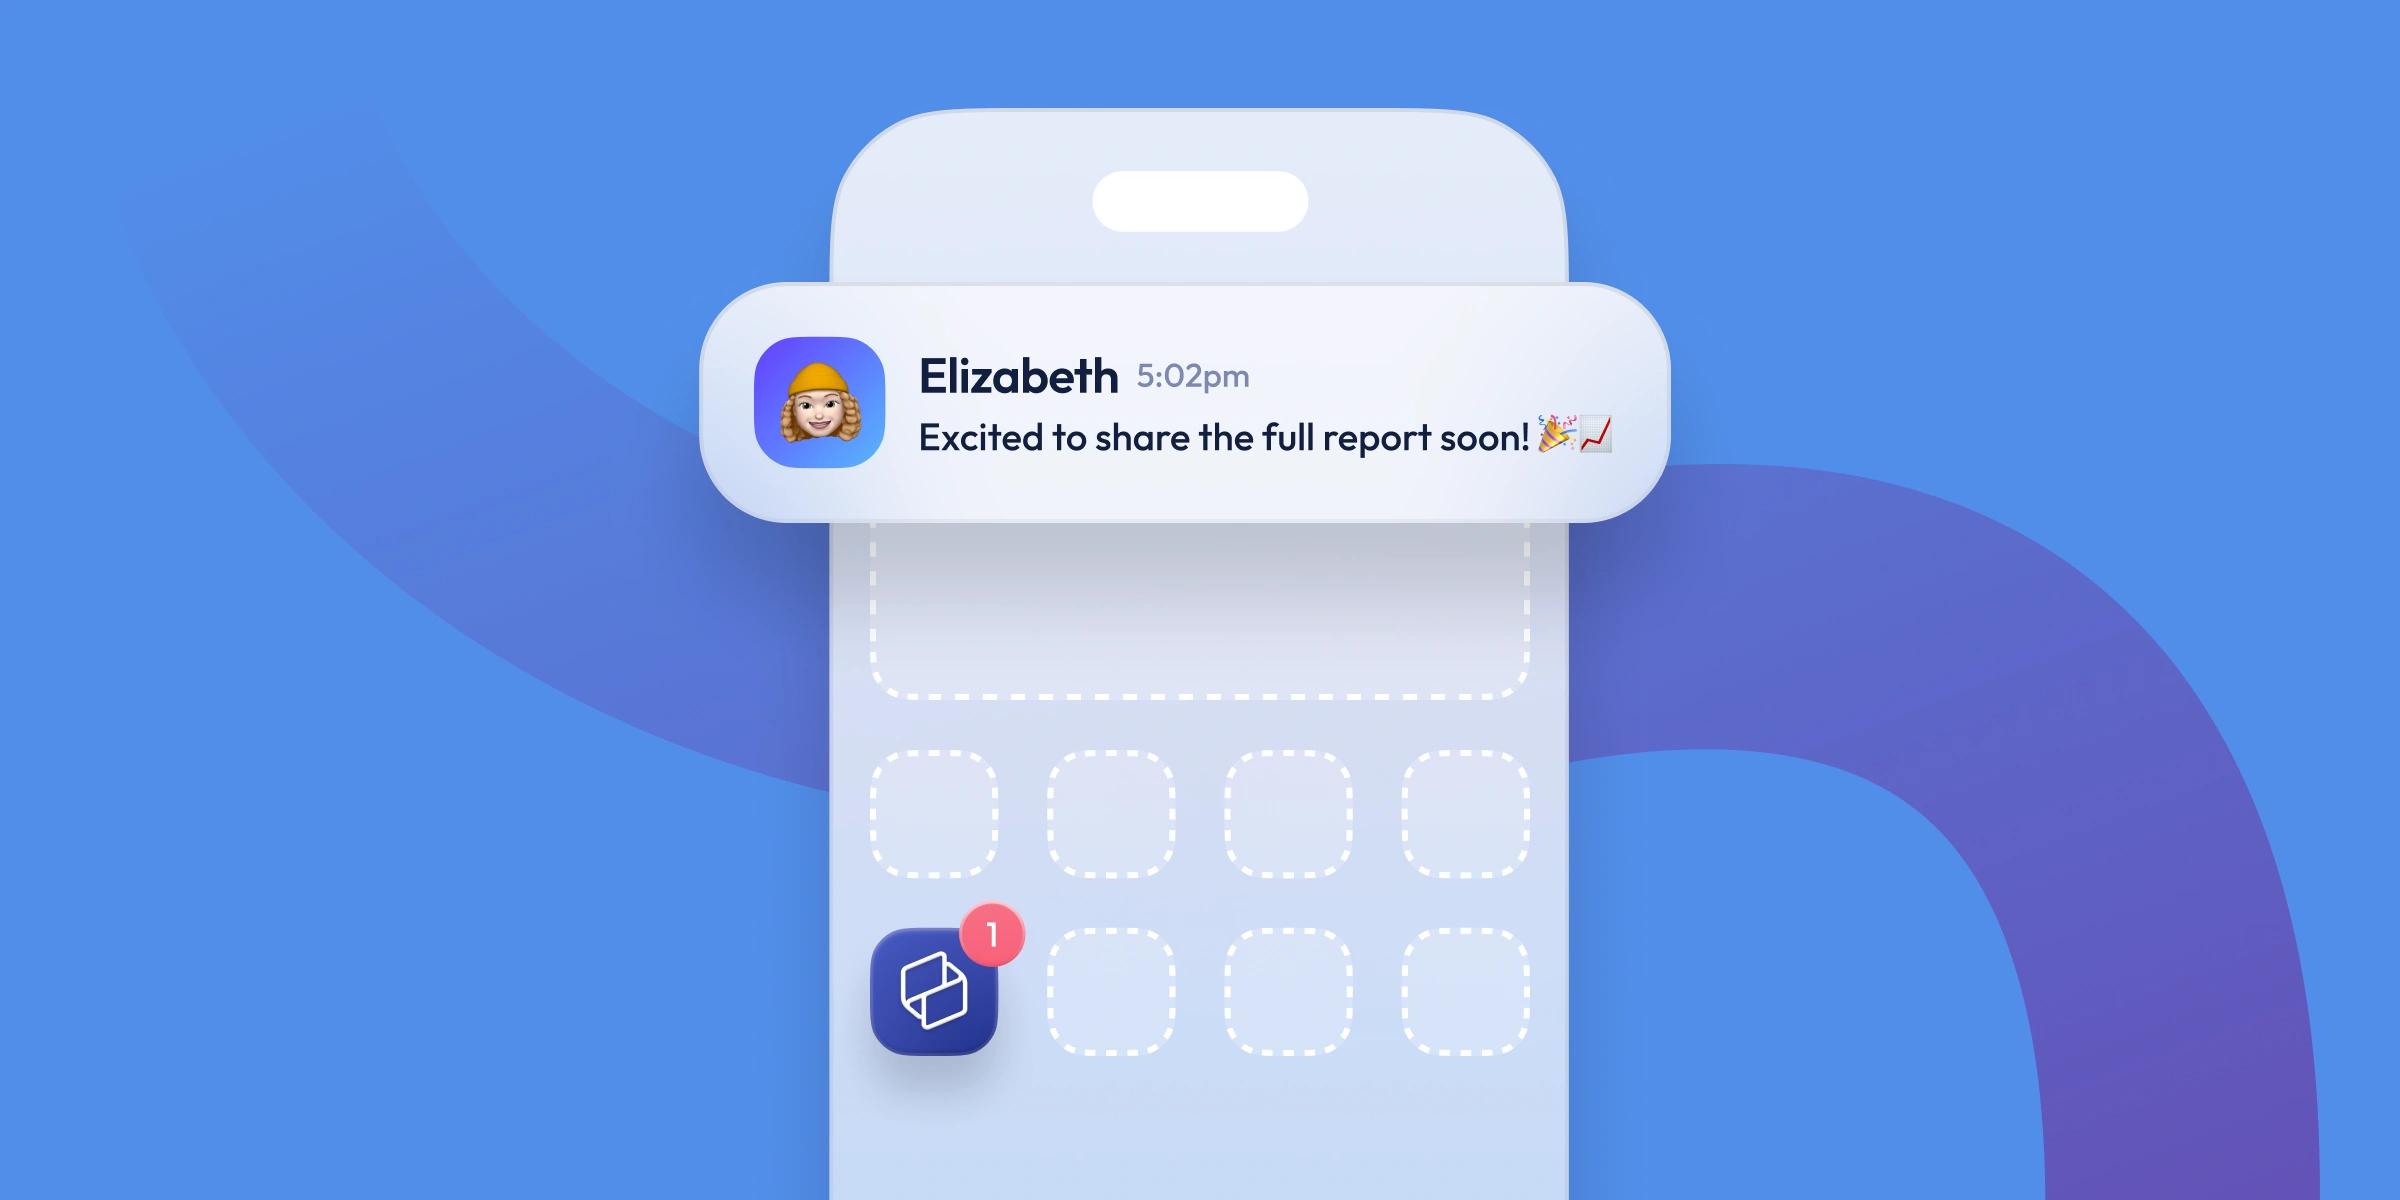 Elizabeth 5:02pm
Excited to share the full report soon! 🎉📈
1